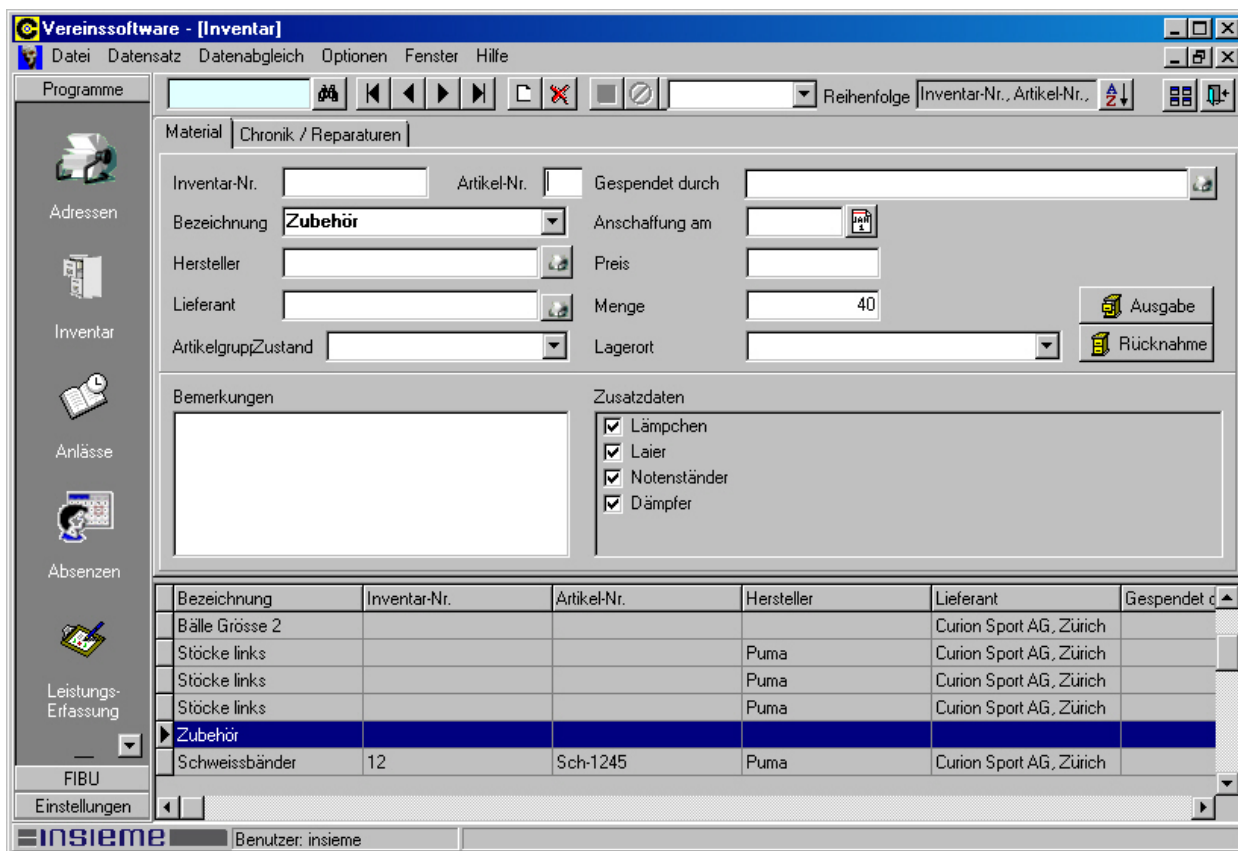 Vereinssoftware - [Inventar]
Datei Datensatz Datenabgleich Optionen Fenster Hilfe
Programme
Reihenfolge Inventar-Nr., Artikel-Nr.,
Adressen
Inventar
Anlässe
Absenzen
Leistungs-
Erfassung
FIBU
Einstellungen
Material Chronik / Reparaturen
Inventar-Nr. Artikel-Nr. Gespendet durch
Bezeichnung Zubehör Anschaffung am
Hersteller Preis
Lieferant Menge 40 Ausgabe
Artikelgrup Zustand Lagerort Rücknahme
Bemerkungen Zusatzdaten
Lämpchen
Laier
Notenständer
Dämpfer
Bezeichnung Inventar-Nr. Artikel-Nr. Hersteller Lieferant Gespendet
Bälle Grösse 2 Curion Sport AG, Zürich
Stöcke links Puma Curion Sport AG, Zürich
Stöcke links Puma Curion Sport AG, Zürich
Stöcke links Puma Curion Sport AG, Zürich
Zubehör
Schweissbänder 12 Sch-1245 Puma Curion Sport AG, Zürich
insieme Benutzer: insieme